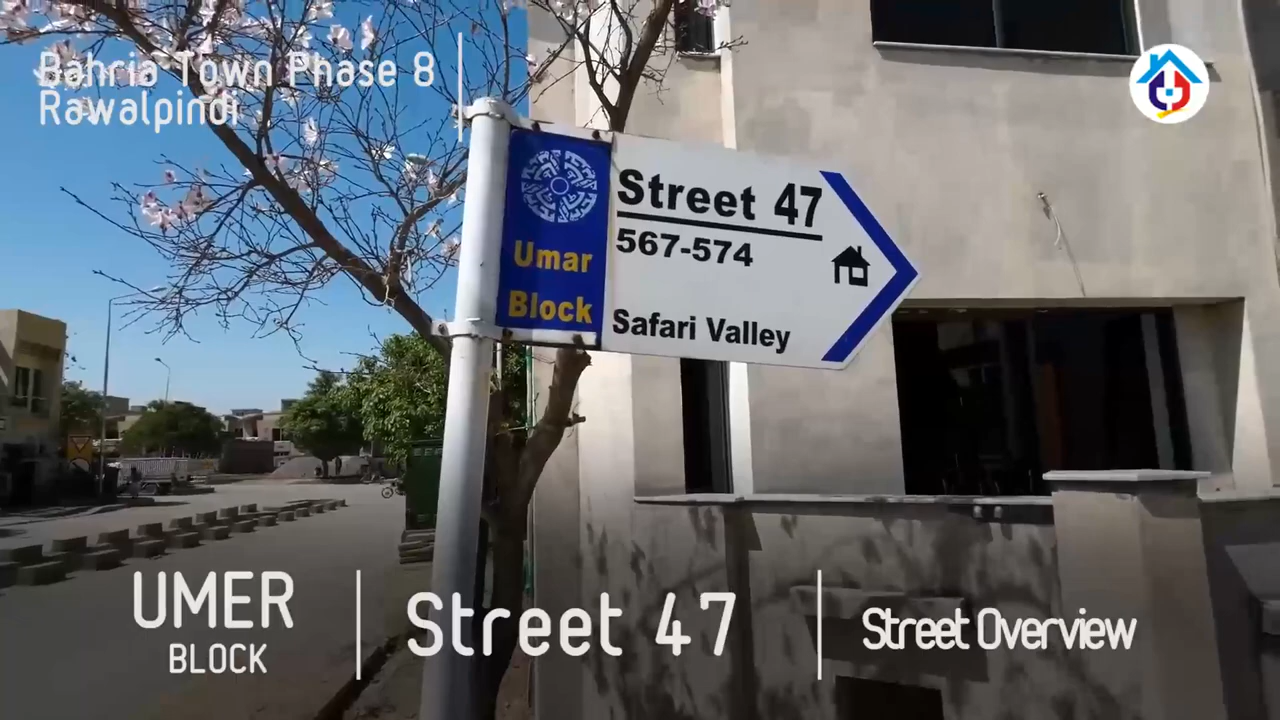 Bahria Town Phase 8
Rawalpindi
Street 47
567-574
Umar
Block
Safari Valley
UMER
BLOCK
Street 47
Street Overview